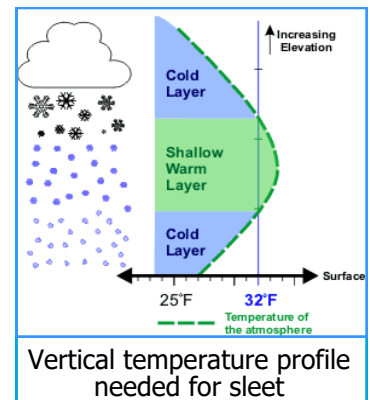 Increasing
Elevation
Cold
Layer
Shallow
Warm
Layer
Cold
Layer
Surface
25°F
32°F
Temperature of
the atmosphere
Vertical temperature profile
needed for sleet